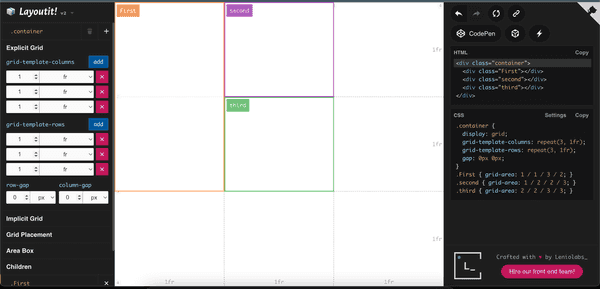 Layoutit!
.container
Explicit Grid
grid-template-columns add
1 fr
1 fr
1 fr
grid-template-rows add
1 fr
1 fr
1 fr
row-gap column-gap
0 px 0 px
Implicit Grid
Grid Placement
Area Box
Children
.First
First
second
third
1fr
1fr
1fr
1fr
1fr
1fr
CodePen
HTML Copy
<div class="container">
<div class="First"></div>
<div class="second"></div>
<div class="third"></div>
</div>
CSS Settings Copy
.container {
display: grid;
grid-template-columns: repeat(3, 1fr);
grid-template-rows: repeat(3, 1fr);
gap: 0px 0px;
}
.First { grid-area: 1 / 1 / 3 / 2; }
.second { grid-area: 1 / 2 / 2 / 3; }
.third { grid-area: 2 / 2 / 3 / 3; }
L_
Crafted with ♥ by Leniolabs_
Hire our front end team!